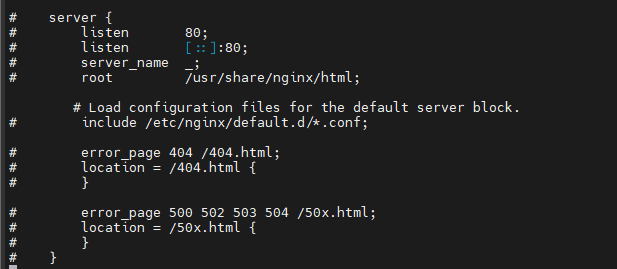 #    server {
#        listen       80;
#        listen       [::]:80;
#        server_name  _;
#        root         /usr/share/nginx/html;
        # Load configuration files for the default server block.
#        include /etc/nginx/default.d/*.conf;
#        error_page 404 /404.html;
#        location = /404.html {
#        }
#        error_page 500 502 503 504 /50x.html;
#        location = /50x.html {
#        }
#    }